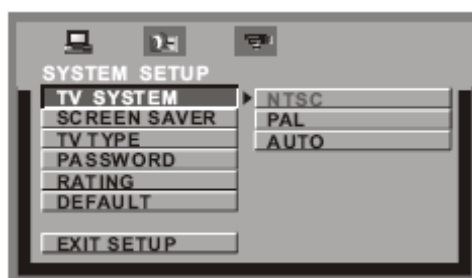 SYSTEM SETUP
TV SYSTEM
NTSC
SCREEN SAVER
PAL
TV TYPE
AUTO
PASSWORD
RATING
DEFAULT
EXIT SETUP